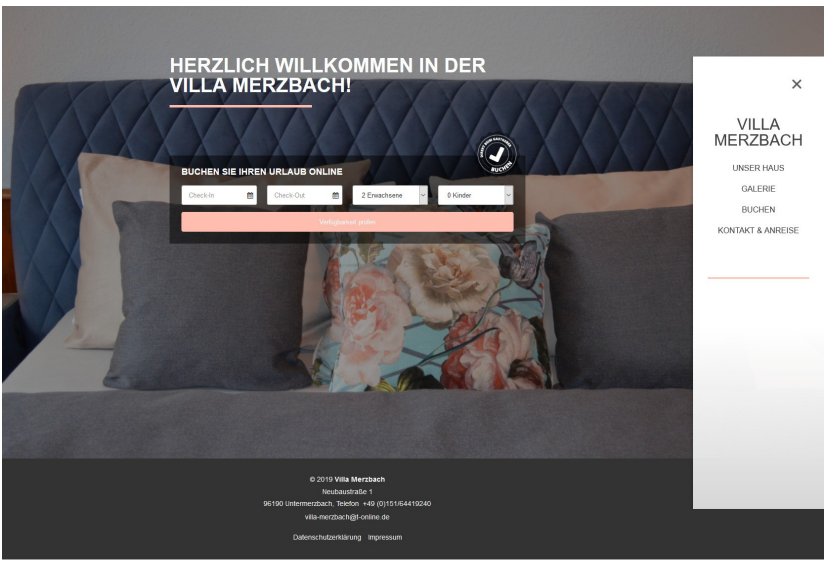 HERZLICH WILLKOMMEN IN DER
VILLA MERZBACH!
BUCHEN SIE IHREN URLAUB ONLINE
BUCHEN
Check-In
Check-Out
2 Erwachsene
0 Kinder
Verfügbarkeit prüfen
VILLA
MERZBACH
UNSER HAUS
GALERIE
BUCHEN
KONTAKT & ANREISE
© 2019 Villa Merzbach
Neubaustraße 1
96190 Untermerzbach, Telefon +49 (0)151/64419240
villa-merzbach@t-online.de
Datenschutzerklärung Impressum